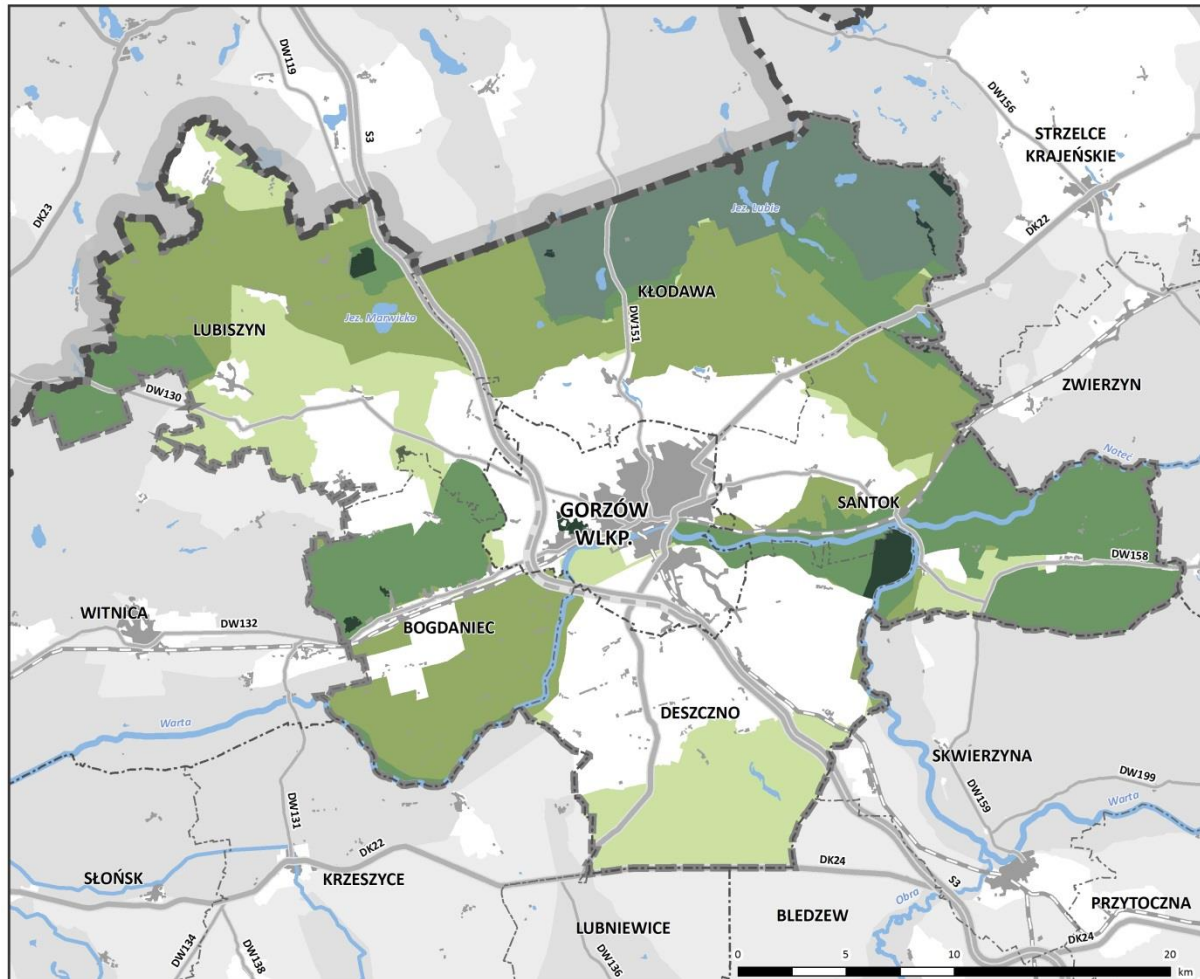 DW119
S3
DW156
STRZELCE
KRAJEŃSKIE
DK23
DK22
Jez. Lubie
KŁODAWA
LUBISZYN
Jez. Marwicko
DW151
ZWIERZYN
DW130
Noteć
GORZÓW
WLKP.
SANTOK
DW158
WITNICA
DW132
BOGDANIEC
DESZCZNO
Warta
SKWIERZYNA
DW199
DW159
Warta
DW131
DK22
SŁOŃSK
KRZESZYCE
DK24
S3
Obra
PRZYTOCZNA
BLEDZEW
LUBNIEWICE
DK24
DW134
DW138
DW136
0 5 10 20
km